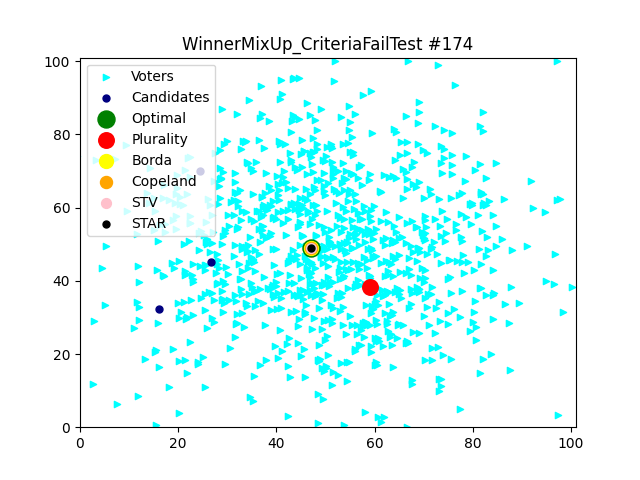 WinnerMixUp_CriteriaFailTest #174
Voters
Candidates
Optimal
Plurality
Borda
Copeland
STV
STAR
100
80
60
40
20
0
0 20 40 60 80 100